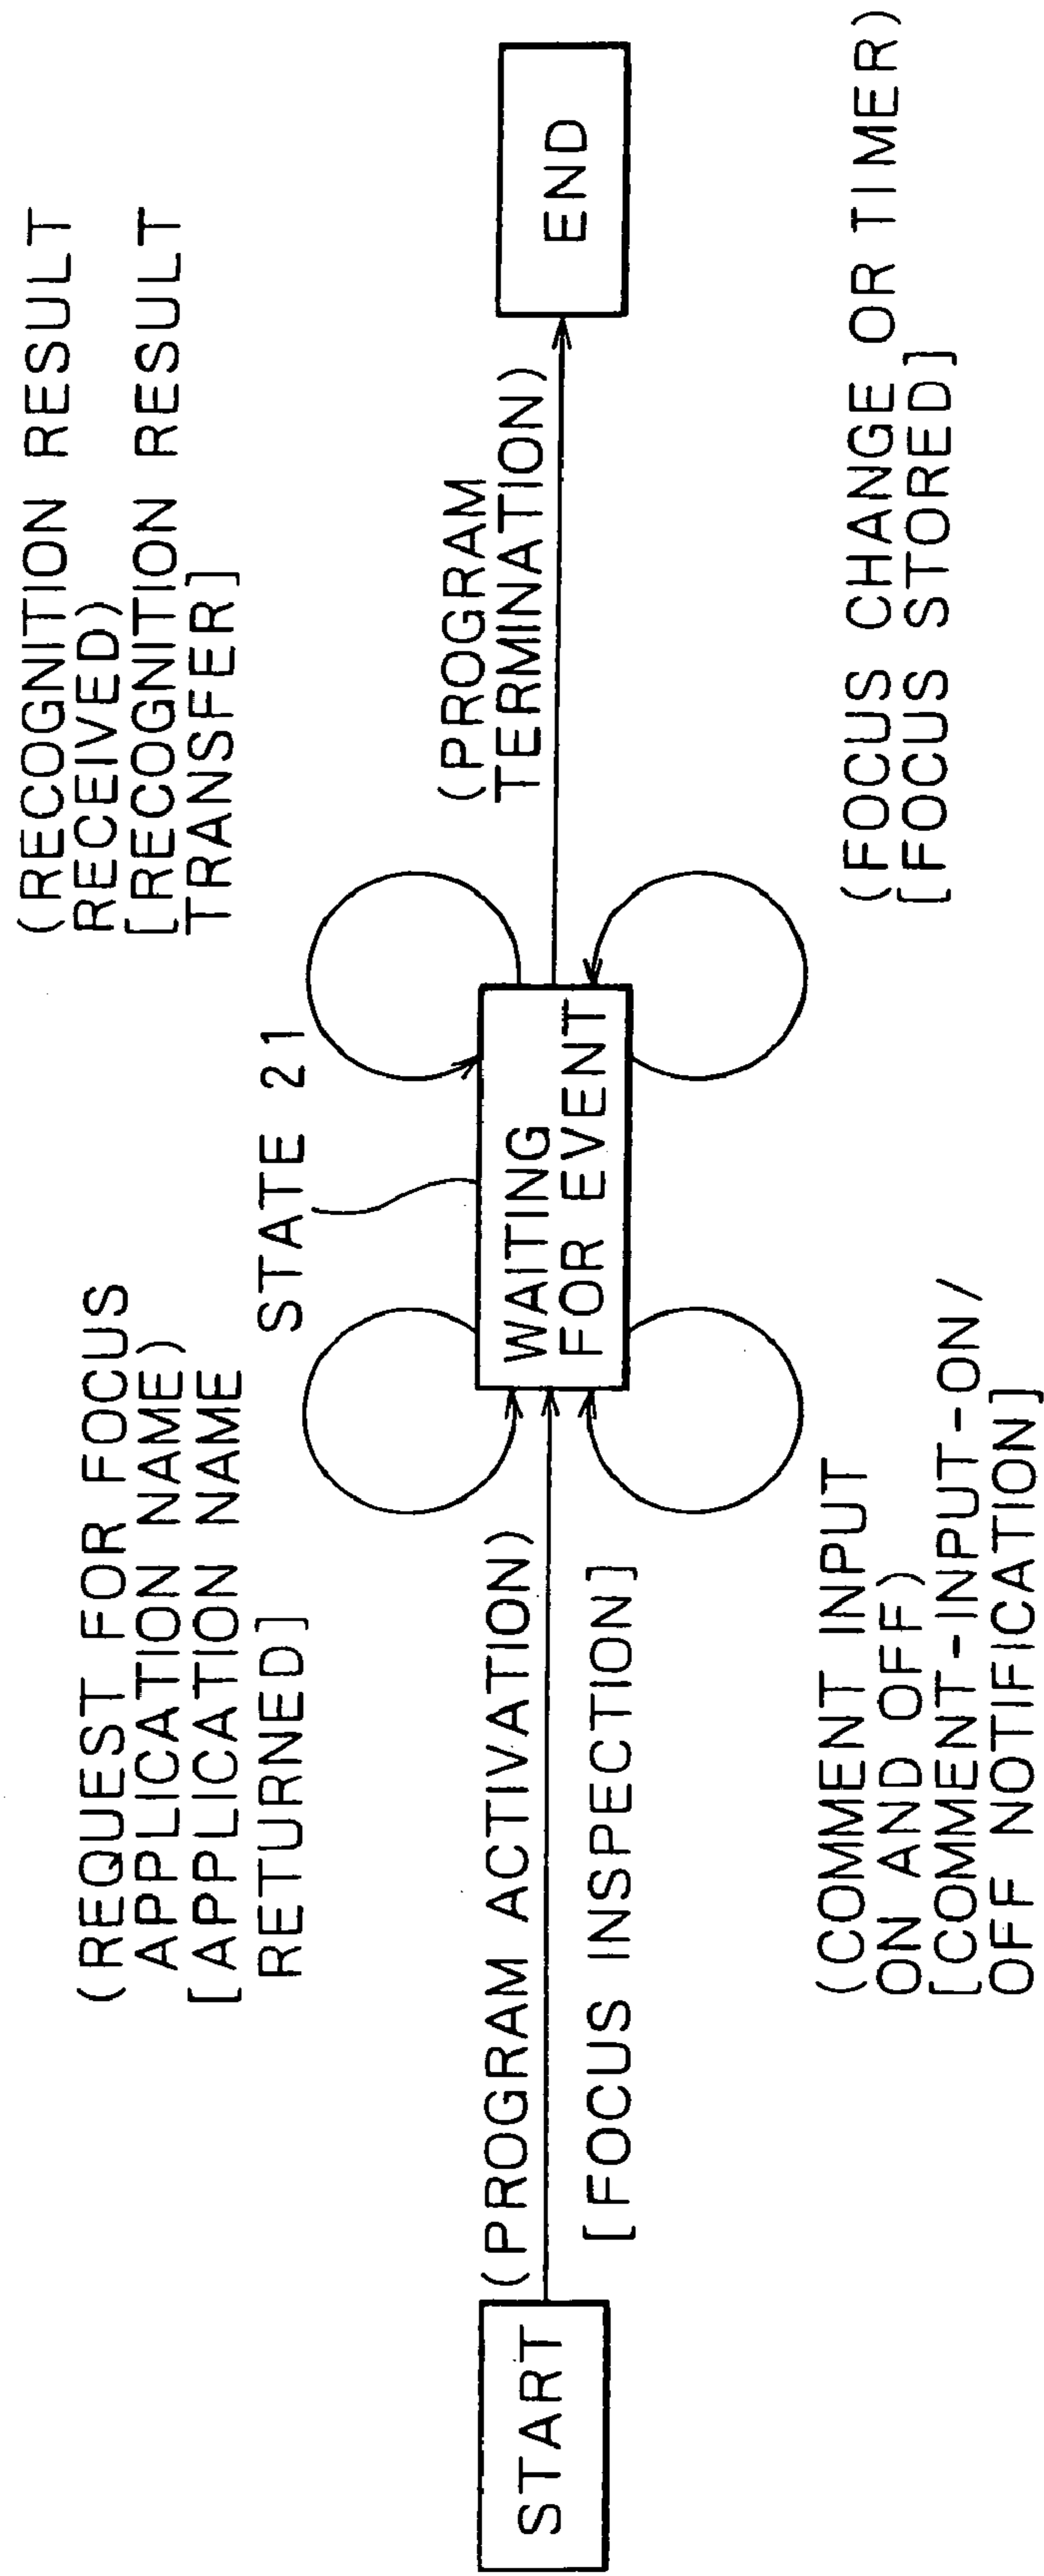 (REQUEST FOR FOCUS
APPLICATION NAME)
[APPLICATION NAME
RETURNED]
STATE 21
(RECOGNITION RESULT
RECEIVED)
[RECOGNITION RESULT
TRANSFER]
START
(PROGRAM ACTIVATION)
[FOCUS INSPECTION]
WAITING
FOR EVENT
(PROGRAM
TERMINATION)
END
(COMMENT INPUT
ON AND OFF)
[COMMENT-INPUT-ON/
OFF NOTIFICATION]
(FOCUS CHANGE OR TIMER)
[FOCUS STORED]